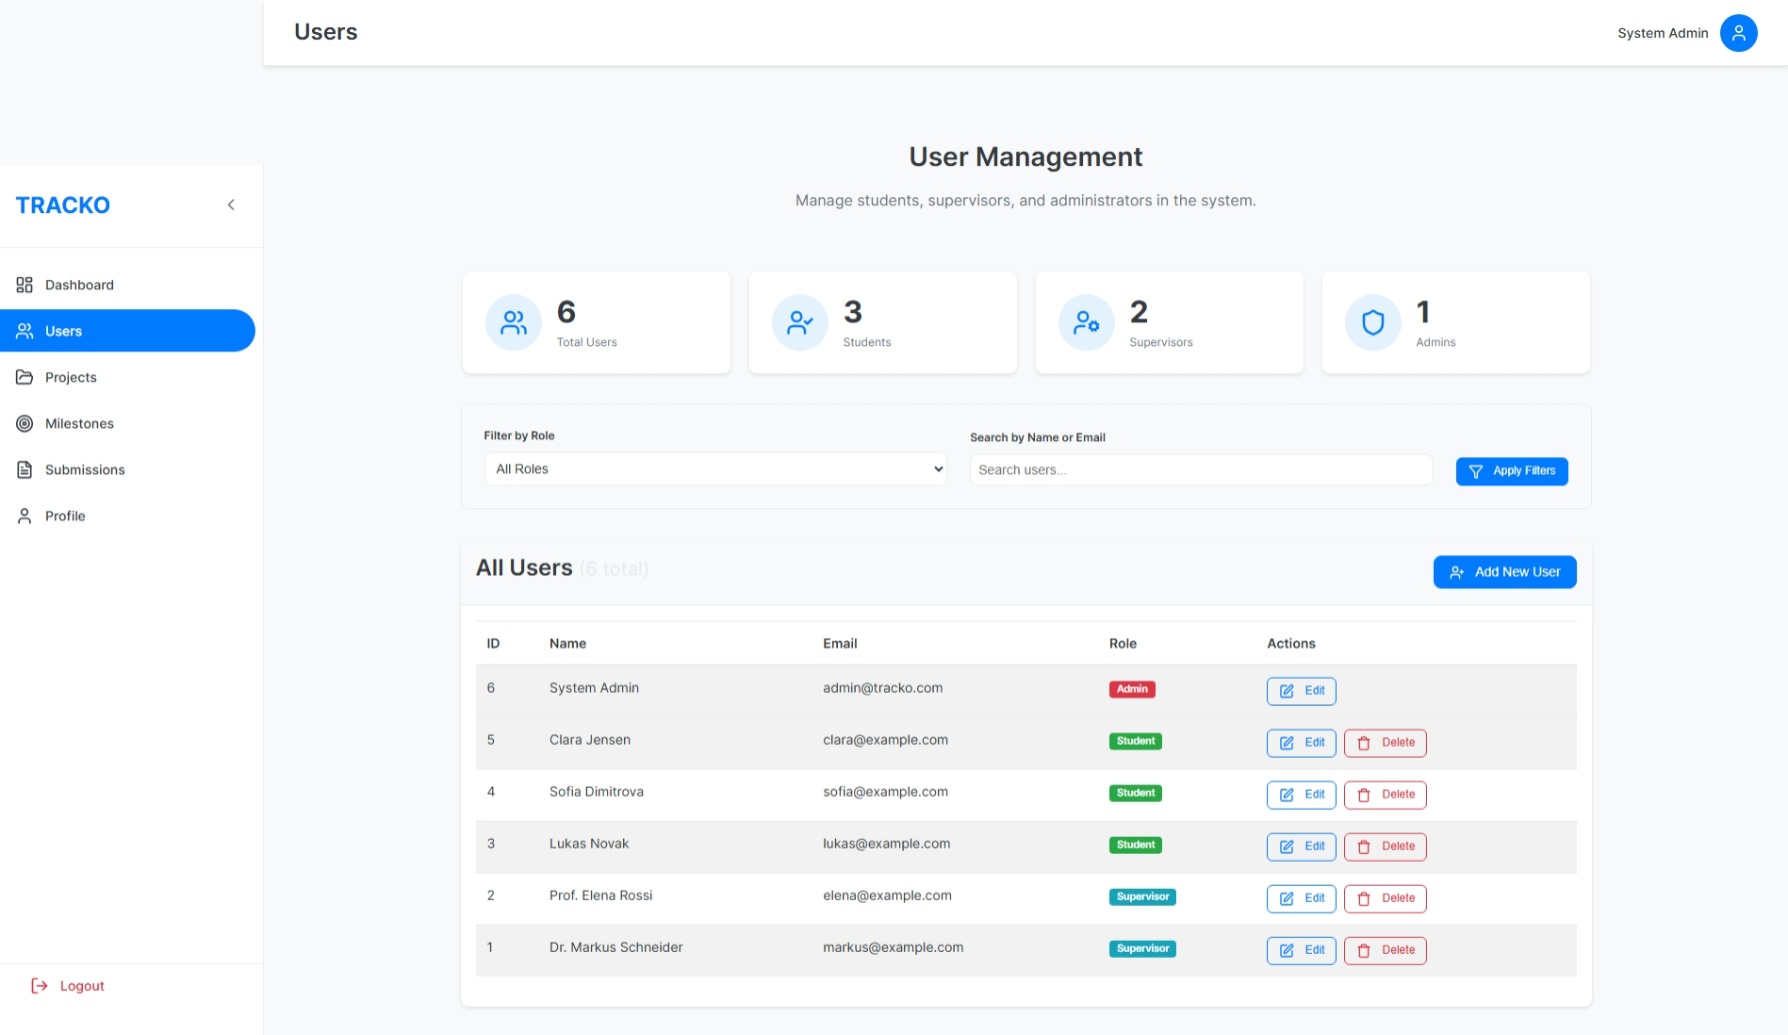 Users
System Admin
TRACKO
Dashboard
Users
Projects
Milestones
Submissions
Profile
Logout
User Management
Manage students, supervisors, and administrators in the system.
6
Total Users
3
Students
2
Supervisors
1
Admins
Filter by Role
All Roles
Search by Name or Email
Search users...
Apply Filters
All Users (6 total)
Add New User
ID Name Email Role Actions
6 System Admin admin@tracko.com Admin Edit
5 Clara Jensen clara@example.com Student Edit Delete
4 Sofia Dimitrova sofia@example.com Student Edit Delete
3 Lukas Novak lukas@example.com Student Edit Delete
2 Prof. Elena Rossi elena@example.com Supervisor Edit Delete
1 Dr. Markus Schneider markus@example.com Supervisor Edit Delete